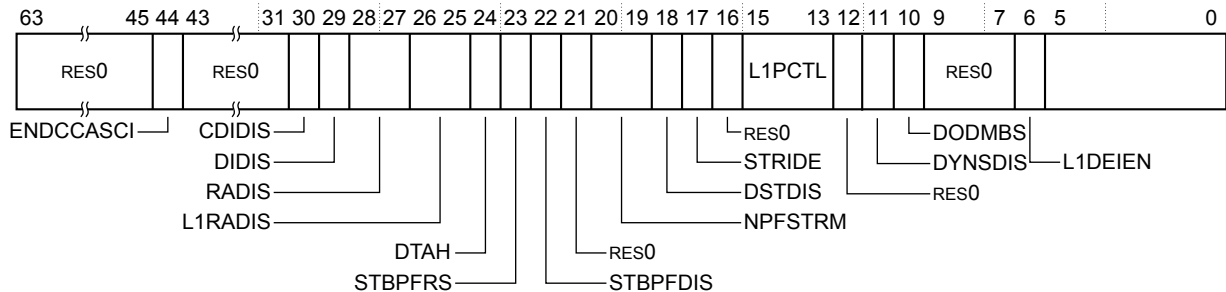 63 45 44 43 31 30 29 28 27 26 25 24 23 22 21 20 19 18 17 16 15 13 12 11 10 9 7 6 5 0
RES0 RES0 L1PCTL RES0
ENDCCASCI CDIDIS RES0 DODMBS
DIDIS STRIDE DYNSDIS L1DEIEN
RADIS DSTDIS RES0
L1RADIS NPFSTRM
DTAH RES0
STBPFRS STBPFDIS